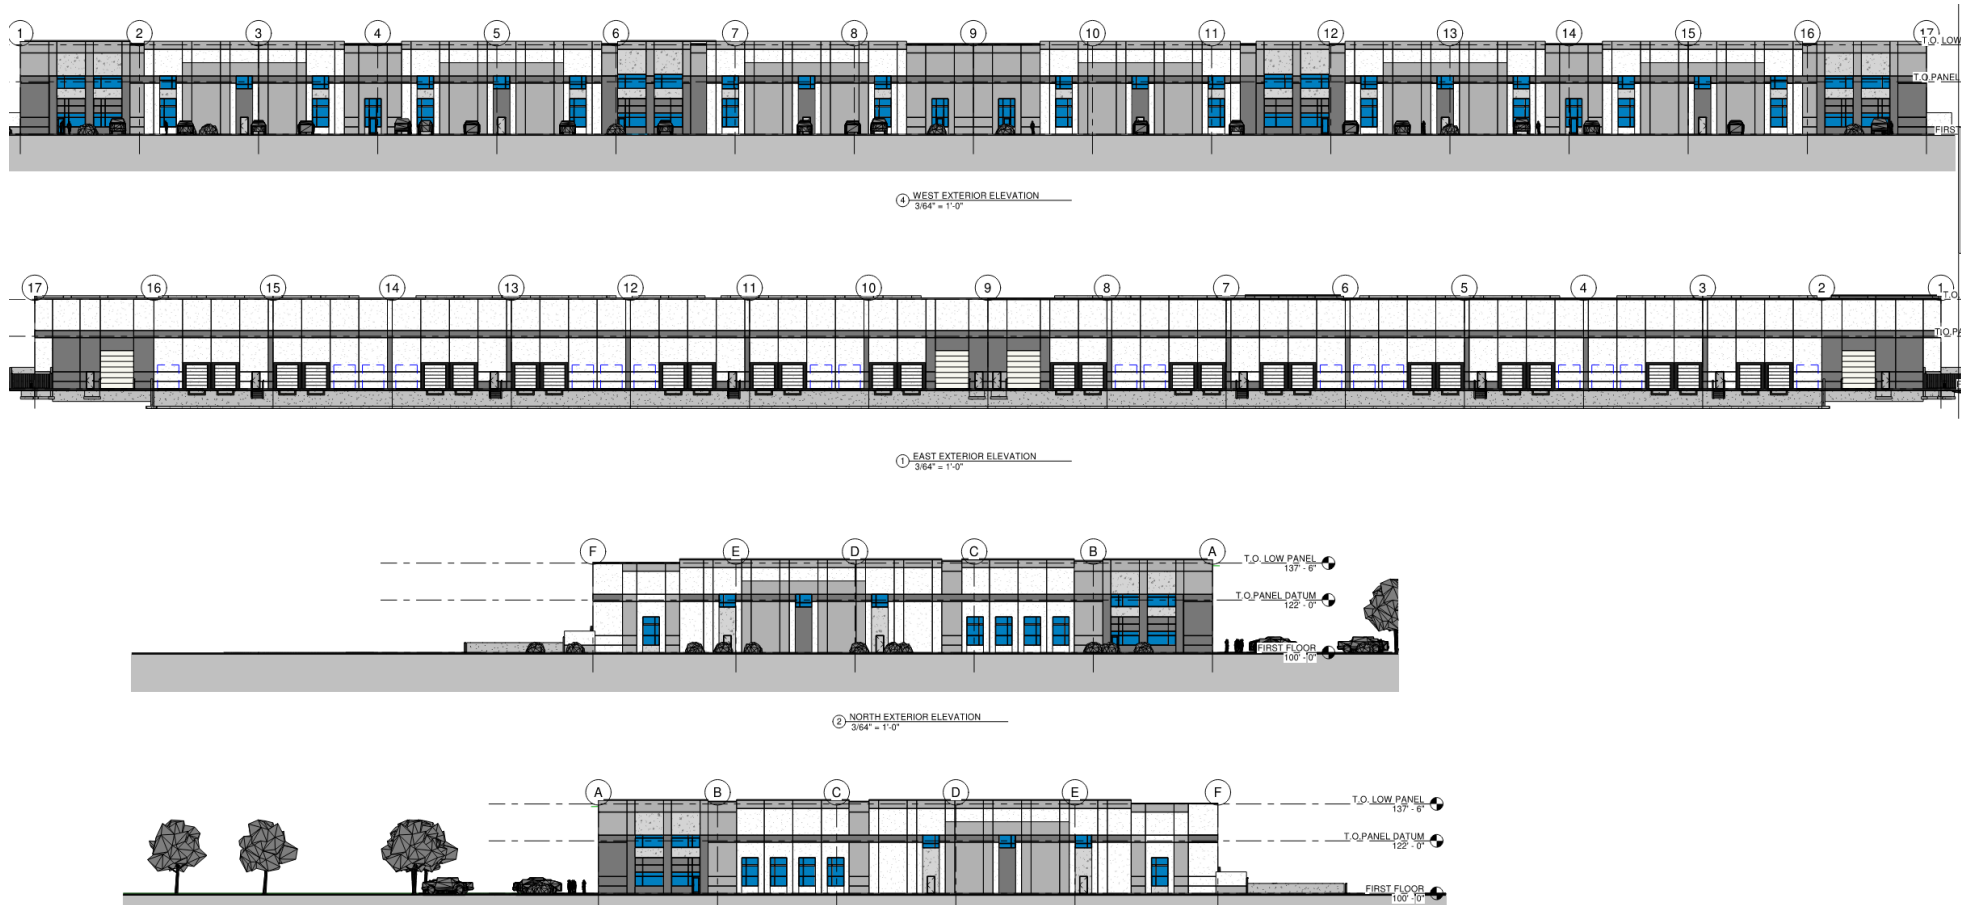 1 2 3 4 5 6 7 8 9 10 11 12 13 14 15 16 17
T.O. LOW
T.O.PANEL
FIRST
4 WEST EXTERIOR ELEVATION
3/64" = 1'-0"
17 16 15 14 13 12 11 10 9 8 7 6 5 4 3 2 1
T.O.
T.O.PA
1 EAST EXTERIOR ELEVATION
3/64" = 1'-0"
F E D C B A
T.O. LOW PANEL
137' - 6"
T.O.PANEL DATUM
122' - 0"
FIRST FLOOR
100' - 0"
2 NORTH EXTERIOR ELEVATION
3/64" = 1'-0"
A B C D E F
T.O. LOW PANEL
137' - 6"
T.O.PANEL DATUM
122' - 0"
FIRST FLOOR
100' - 0"